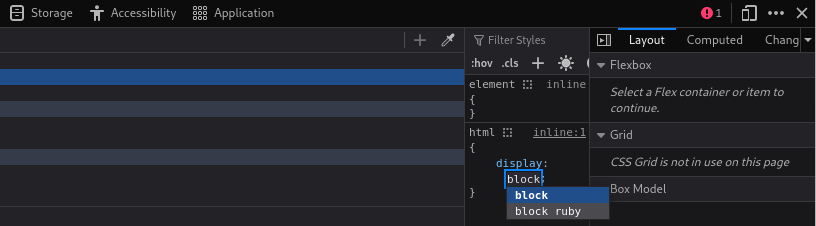 Storage Accessibility Application 1
Filter Styles Layout Computed Chang
:hov .cls
Flexbox
element inline
{
}
Select a Flex container or item to
continue.
html inline:1
{
Grid
display:
block;
}
CSS Grid is not in use on this page
block
block ruby
Box Model